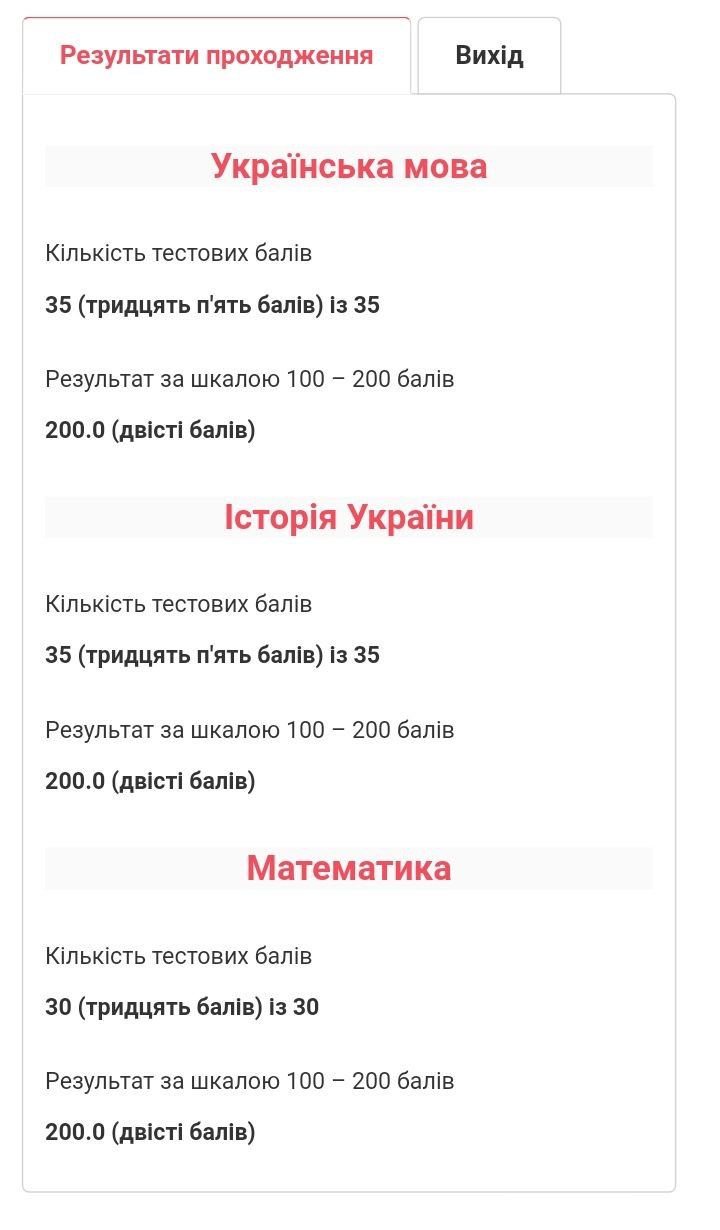 Результати проходження
Вихід
Українська мова
Кількість тестових балів
35 (тридцять п'ять балів) із 35
Результат за шкалою 100 – 200 балів
200.0 (двісті балів)
Історія України
Кількість тестових балів
35 (тридцять п'ять балів) із 35
Результат за шкалою 100 – 200 балів
200.0 (двісті балів)
Математика
Кількість тестових балів
30 (тридцять балів) із 30
Результат за шкалою 100 – 200 балів
200.0 (двісті балів)